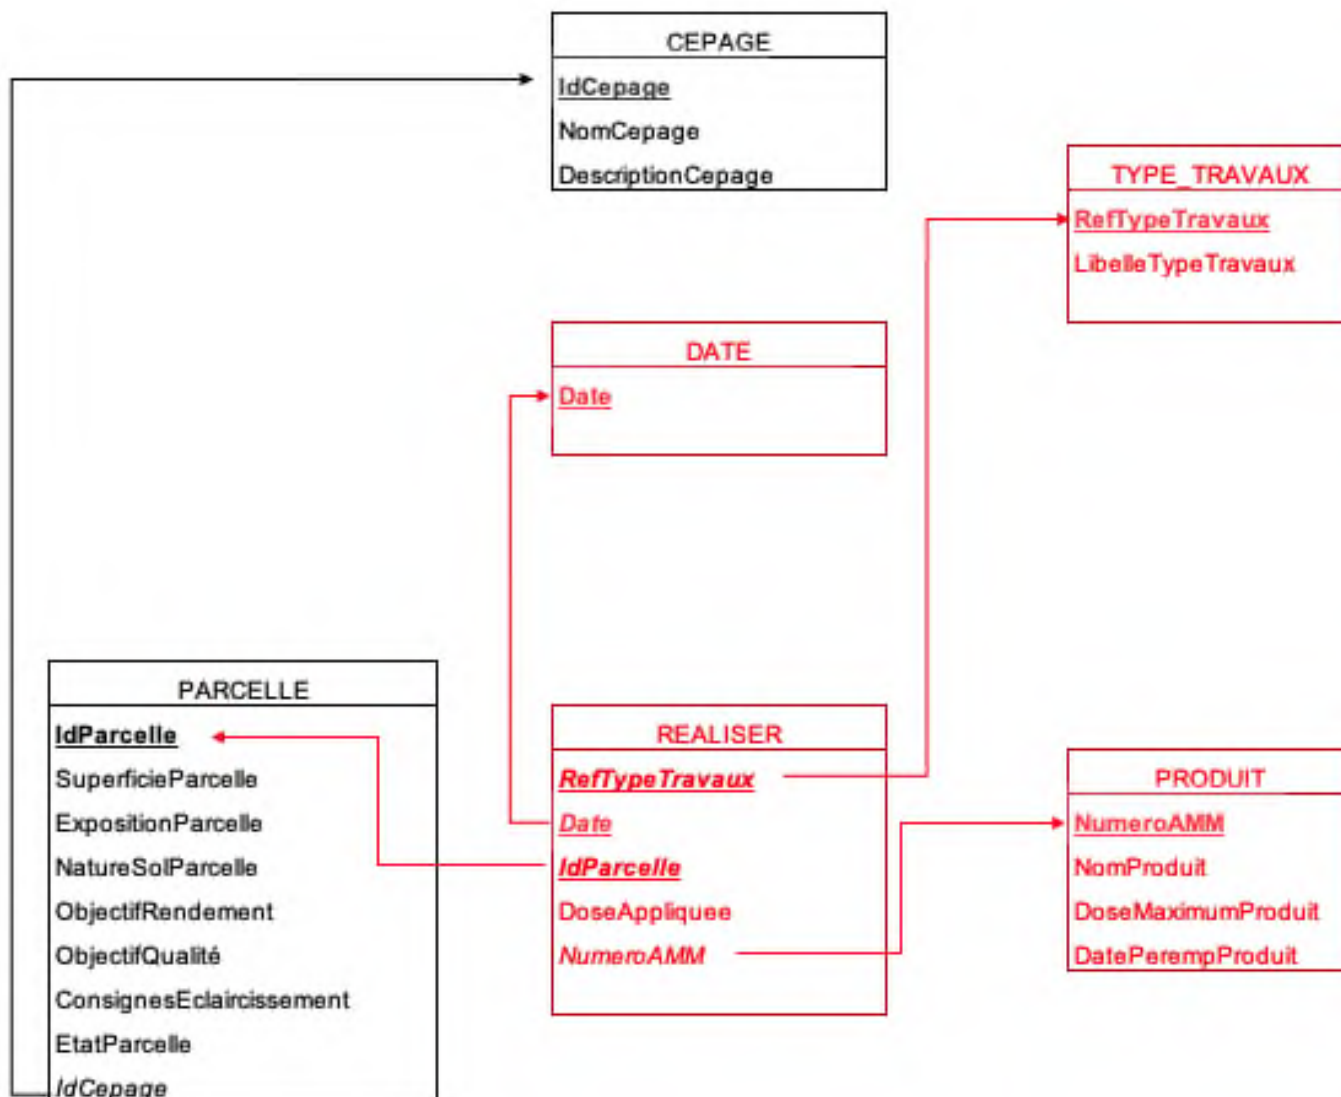 CEPAGE
IdCepage
NomCepage
DescriptionCepage
TYPE_TRAVAUX
RefTypeTravaux
LibelleTypeTravaux
DATE
Date
PARCELLE
IdParcelle
SuperficieParcelle
ExpositionParcelle
NatureSolParcelle
ObjectifRendement
ObjectifQualité
ConsignesEclaircissement
EtatParcelle
IdCepage
REALISER
RefTypeTravaux
Date
IdParcelle
DoseAppliquee
NumeroAMM
PRODUIT
NumeroAMM
NomProduit
DoseMaximumProduit
DatePerempProduit